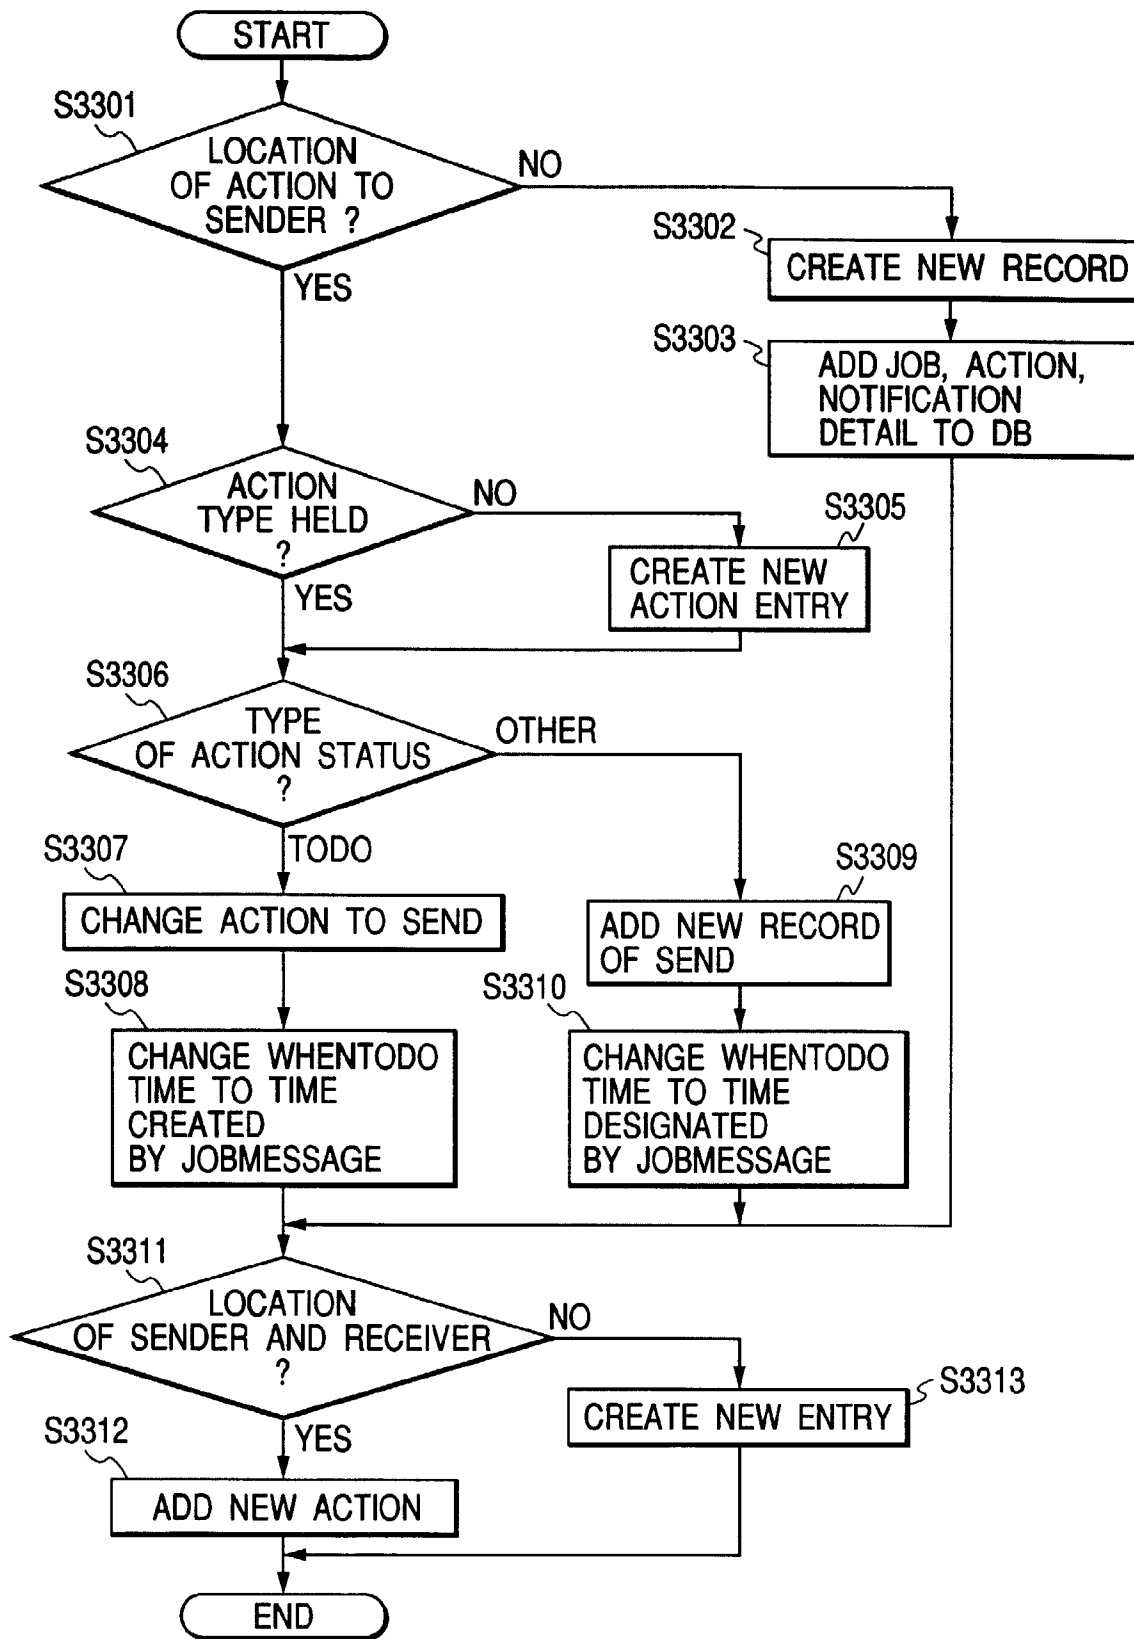 START
S3301
LOCATION
OF ACTION TO
SENDER ?
NO
YES
S3302
CREATE NEW RECORD
S3303
ADD JOB, ACTION,
NOTIFICATION
DETAIL TO DB
S3304
ACTION
TYPE HELD
?
NO
YES
S3305
CREATE NEW
ACTION ENTRY
S3306
TYPE
OF ACTION STATUS
?
OTHER
TODO
S3307
CHANGE ACTION TO SEND
S3308
CHANGE WHENTODO
TIME TO TIME
CREATED
BY JOBMESSAGE
S3309
ADD NEW RECORD
OF SEND
S3310
CHANGE WHENTODO
TIME TO TIME
DESIGNATED
BY JOBMESSAGE
S3311
LOCATION
OF SENDER AND RECEIVER
?
NO
YES
S3312
ADD NEW ACTION
S3313
CREATE NEW ENTRY
END